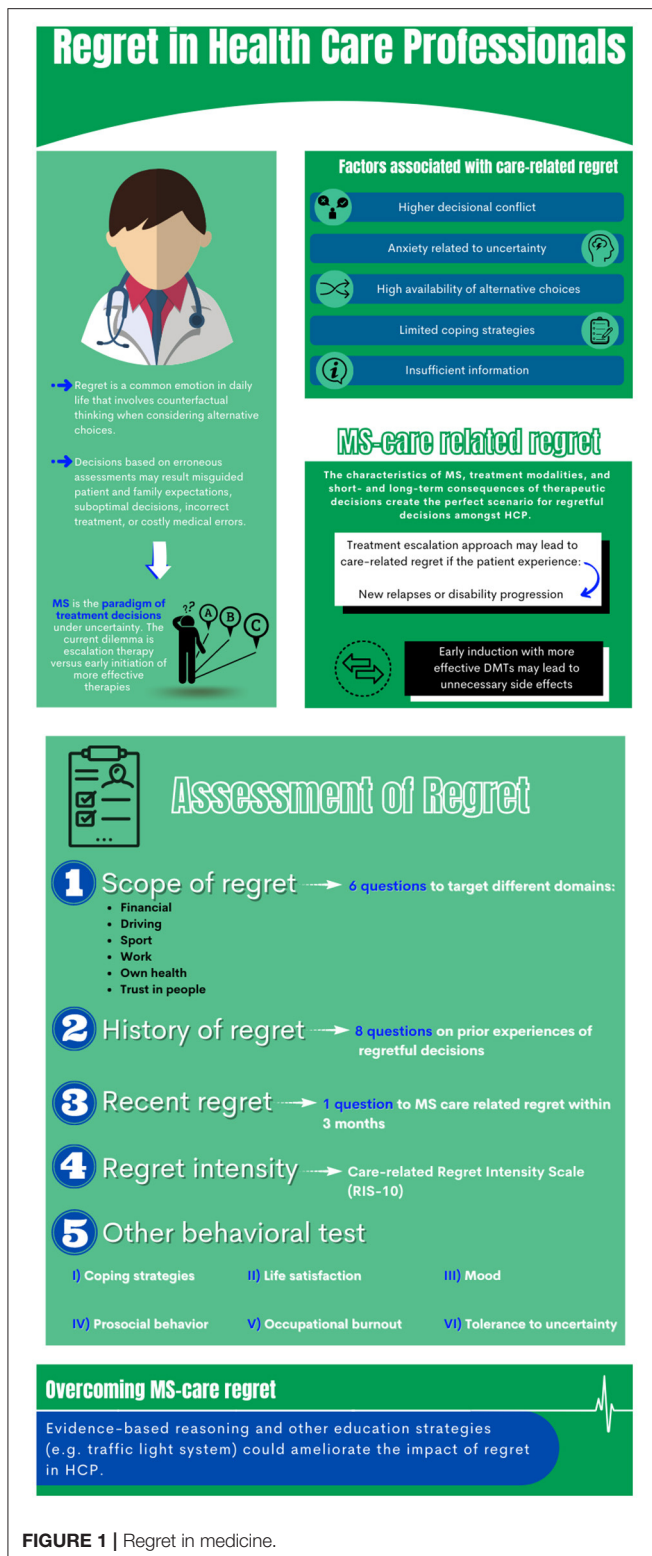 Regret in Health Care Professionals
Regret is a common emotion in daily
life that involves counterfactual
thinking when considering alternative
choices.
Decisions based on erroneous
assessments may result misguided
patient and family expectations,
suboptimal decisions, incorrect
treatment, or costly medical errors.
MS is the paradigm of
treatment decisions
under uncertainty. The
current dilemma is
escalation therapy
versus early initiation of
more effective
therapies
??
A
B
C
Factors associated with care-related regret
Higher decisional conflict
Anxiety related to uncertainty
High availability of alternative choices
Limited coping strategies
i
Insufficient information
MS-care related regret
The characteristics of MS, treatment modalities, and
short- and long-term consequences of therapeutic
decisions create the perfect scenario for regretful
decisions amongst HCP.
Treatment escalation approach may lead to
care-related regret if the patient experience:
New relapses or disability progression
Early induction with more
effective DMTs may lead to
unnecessary side effects
Assessment of Regret
1 Scope of regret 6 questions to target different domains:
• Financial
• Driving
• Sport
• Work
• Own health
• Trust in people
2 History of regret 8 questions on prior experiences of
regretful decisions
3 Recent regret 1 question to MS care related regret within
3 months
4 Regret intensity Care-related Regret Intensity Scale
(RIS-10)
5 Other behavioral test
I) Coping strategies II) Life satisfaction III) Mood
IV) Prosocial behavior V) Occupational burnout VI) Tolerance to uncertainty
Overcoming MS-care regret
Evidence-based reasoning and other education strategies
(e.g. traffic light system) could ameliorate the impact of regret
in HCP.
FIGURE 1 | Regret in medicine.